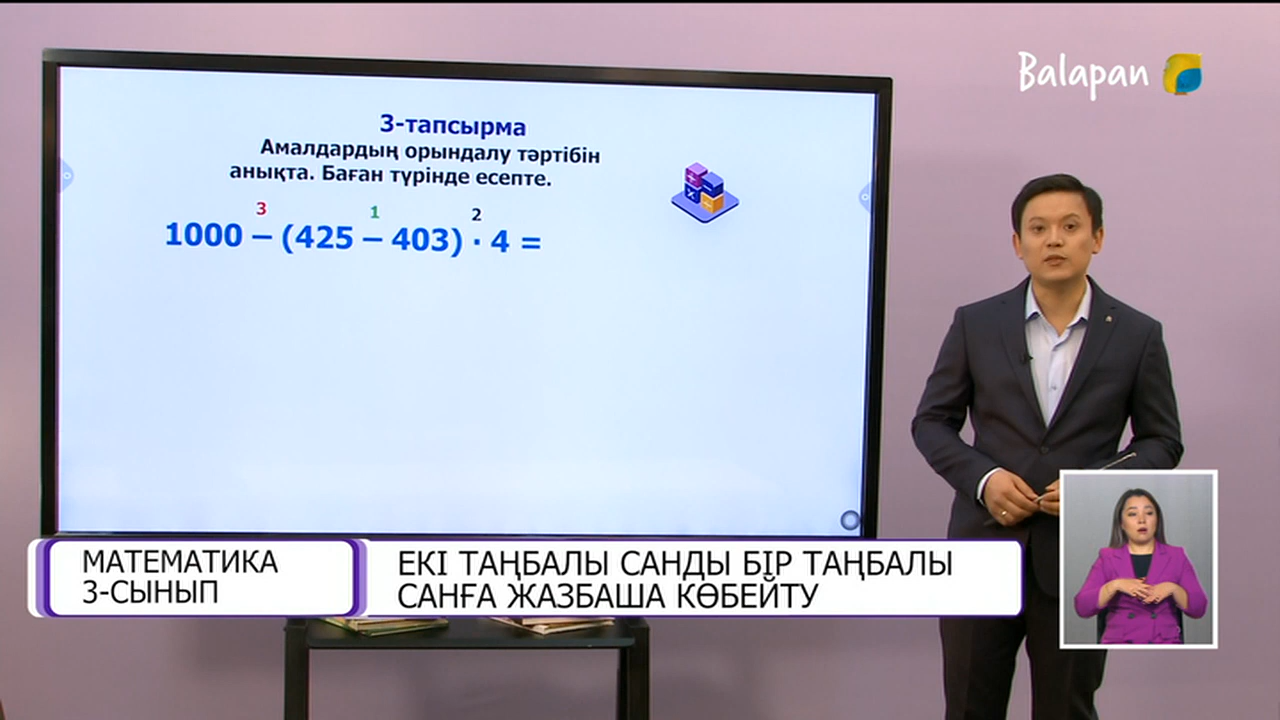 Balapan
3-тапсырма
Амалдардың орындалу тәртібін
анықта. Баған түрінде есепте.
3 1 2
1000 – (425 – 403) · 4 =
МАТЕМАТИКА
3-СЫНЫП
ЕКІ ТАҢБАЛЫ САНДЫ БІР ТАҢБАЛЫ
САНҒА ЖАЗБАША КӨБЕЙТУ